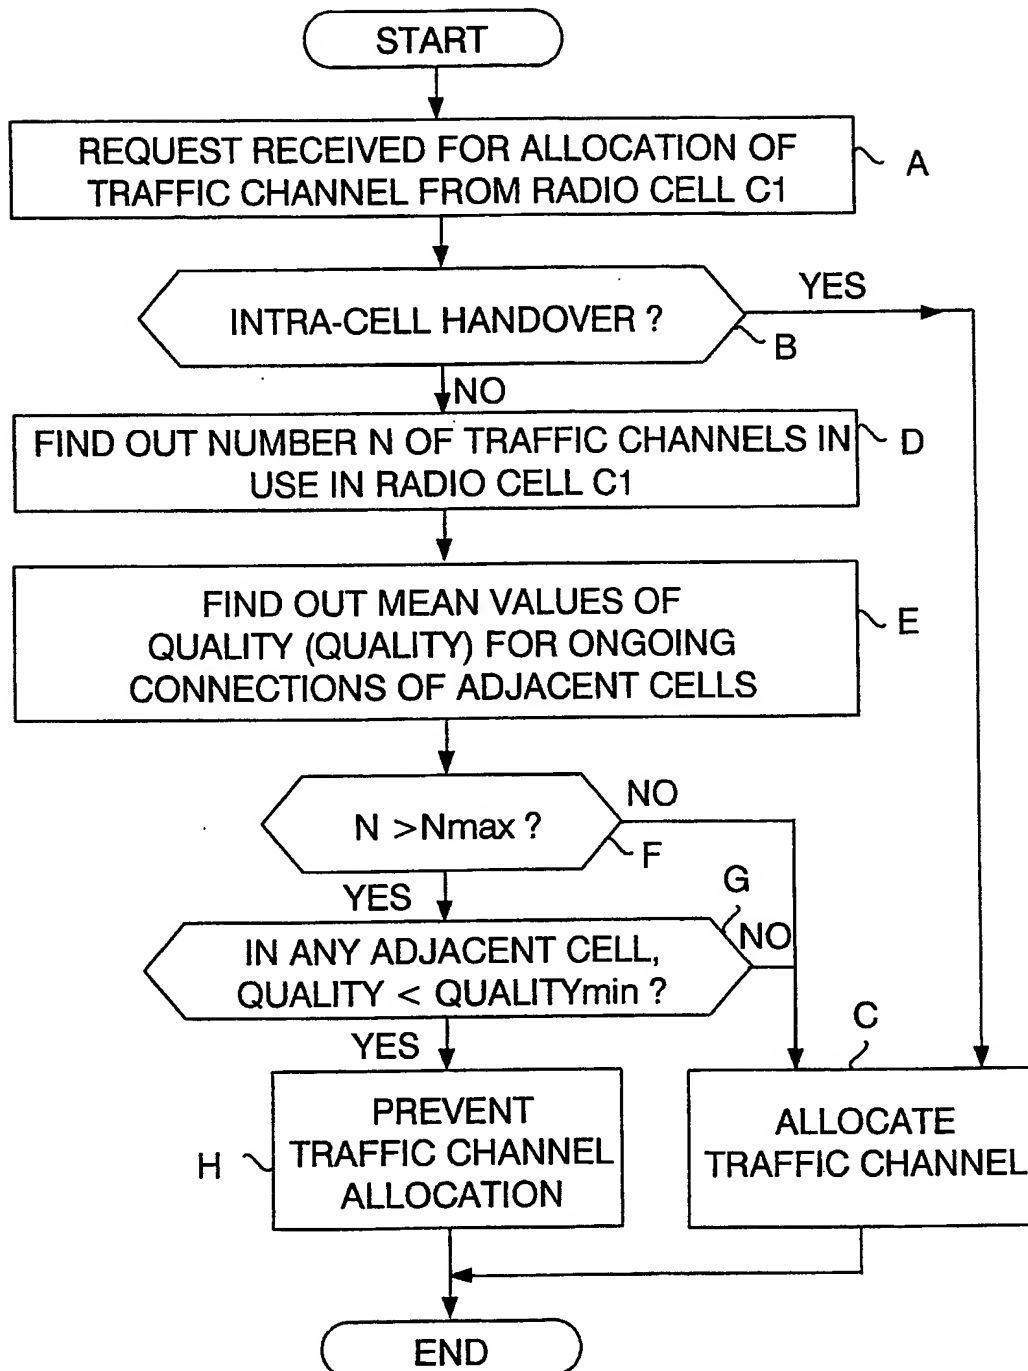 START
REQUEST RECEIVED FOR ALLOCATION OF
TRAFFIC CHANNEL FROM RADIO CELL C1
A
INTRA-CELL HANDOVER ?
YES
B
NO
FIND OUT NUMBER N OF TRAFFIC CHANNELS IN
USE IN RADIO CELL C1
D
FIND OUT MEAN VALUES OF
QUALITY (QUALITY) FOR ONGOING
CONNECTIONS OF ADJACENT CELLS
E
N >Nmax ?
NO
F
YES
G
IN ANY ADJACENT CELL,
QUALITY < QUALITYmin ?
NO
YES
C
PREVENT
TRAFFIC CHANNEL
ALLOCATION
H
ALLOCATE
TRAFFIC CHANNEL
END